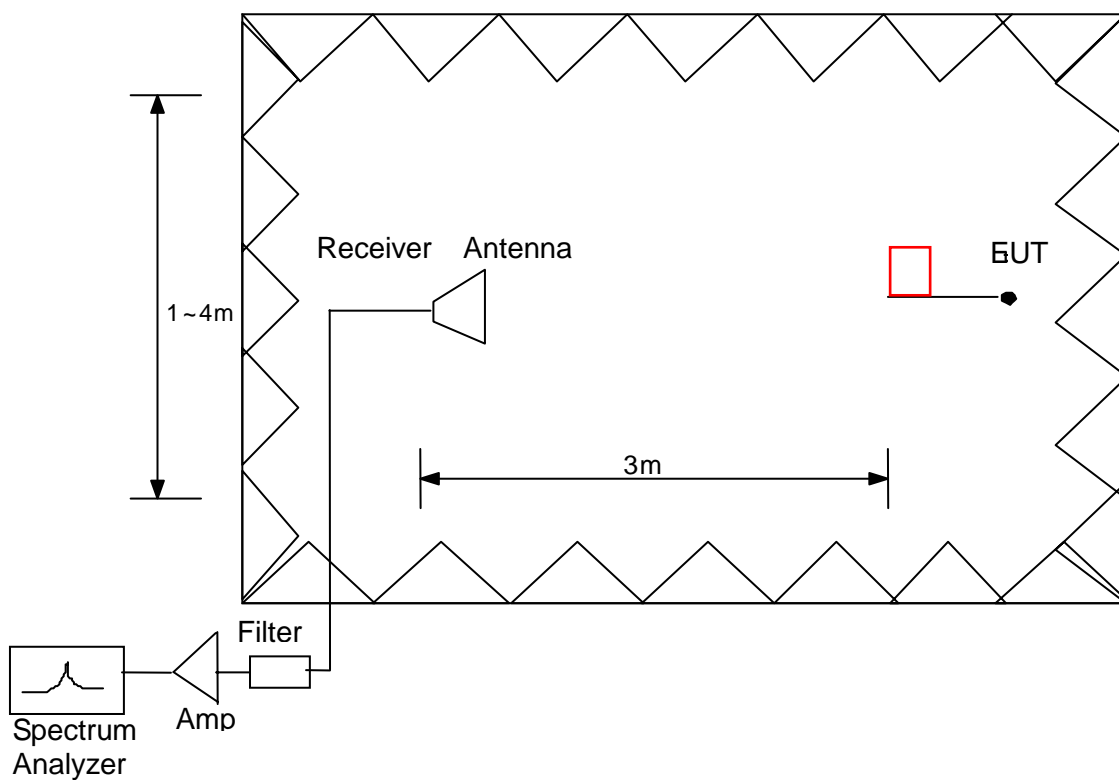 Receiver Antenna
EUT
1~4m
3m
Filter
Amp
Spectrum
Analyzer